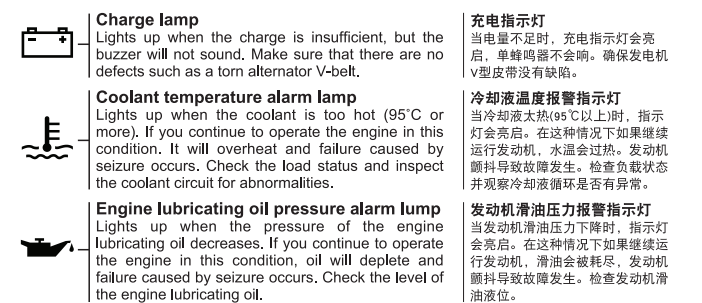 Charge lamp
Lights up when the charge is insufficient, but the
buzzer will not sound. Make sure that there are no
defects such as a torn alternator V-belt.
充电指示灯
当电量不足时，充电指示灯会亮
启，单蜂鸣器不会响。确保发电机
V型皮带没有缺陷。
Coolant temperature alarm lamp
Lights up when the coolant is too hot (95°C or
more). If you continue to operate the engine in this
condition. It will overheat and failure caused by
seizure occurs. Check the load status and inspect
the coolant circuit for abnormalities.
冷却液温度报警指示灯
当冷却液太热(95℃以上)时，指示
灯会亮启。在这种情况下如果继续
运行发动机，水温会过热。发动机
颤抖导致故障发生。检查负载状态
并观察冷却液循环是否有异常。
Engine lubricating oil pressure alarm lump
Lights up when the pressure of the engine
lubricating oil decreases. If you continue to operate
the engine in this condition, oil will deplete and
failure caused by seizure occurs. Check the level of
the engine lubricating oil.
发动机滑油压力报警指示灯
当发动机滑油压力下降时，指示灯
会亮启。在这种情况下如果继续运
行发动机，滑油会被耗尽，发动机
颤抖导致故障发生。检查发动机滑
油液位。